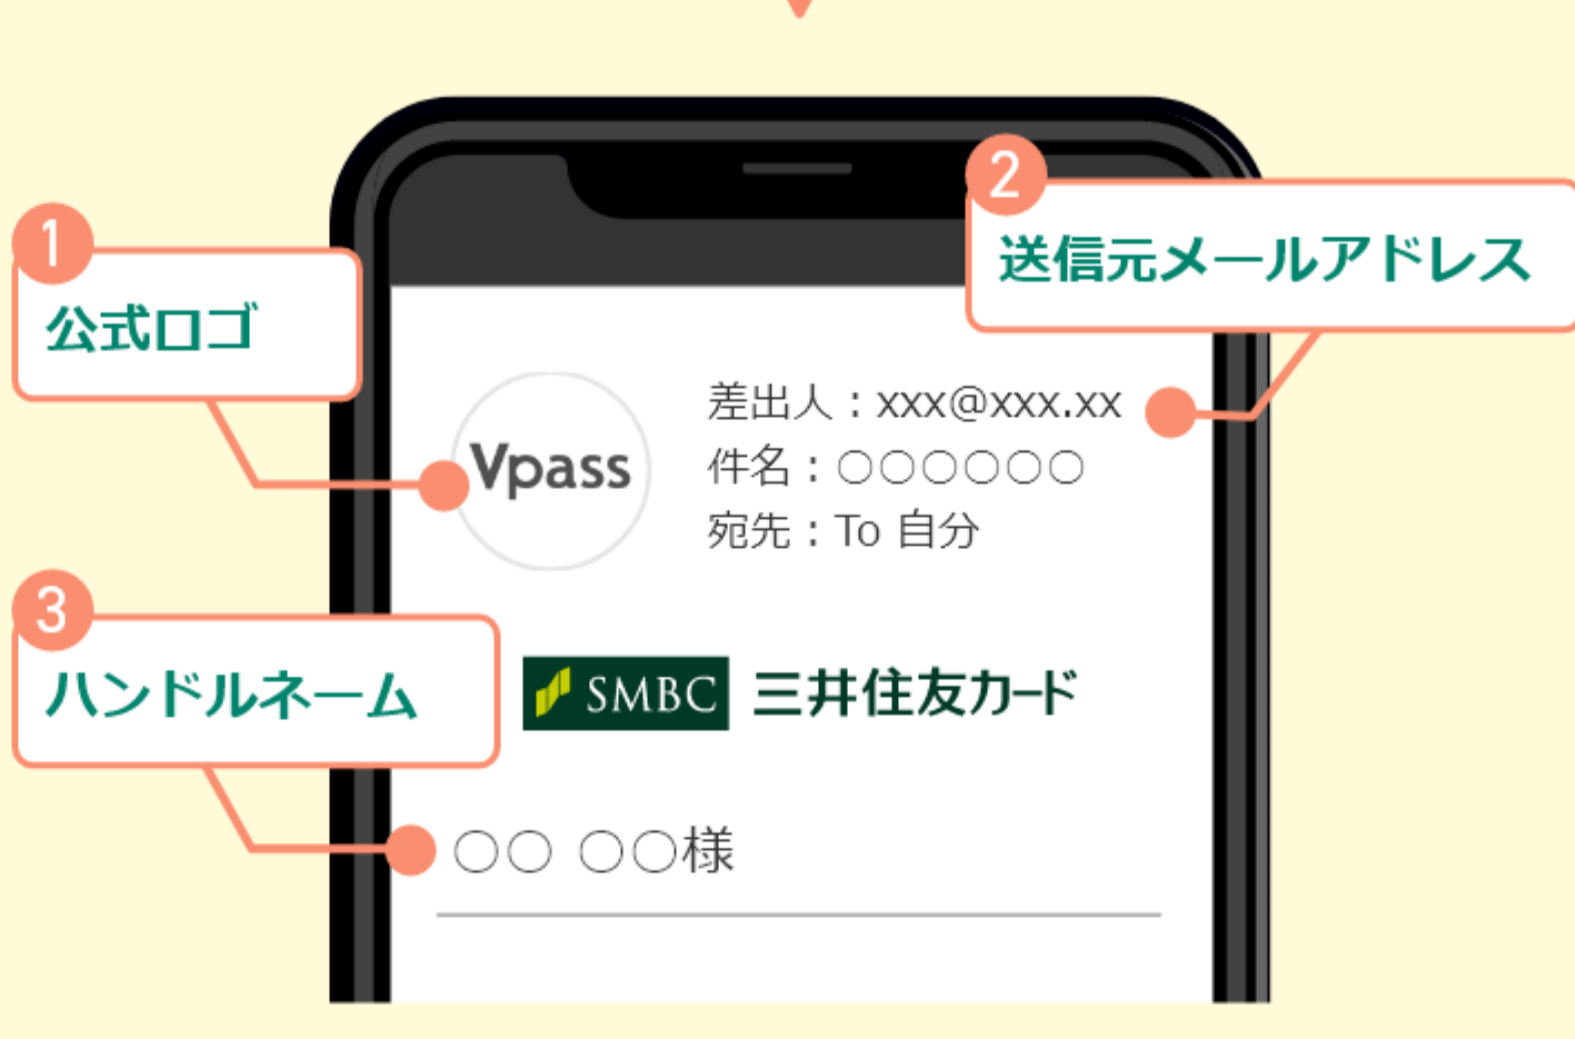 1
公式ロゴ
2
送信元メールアドレス
Vpass
差出人：xxx@xxx.xx
件名：○○○○○○
宛先：To 自分
3
ハンドルネーム
SMBC 三井住友カード
○○ ○○様